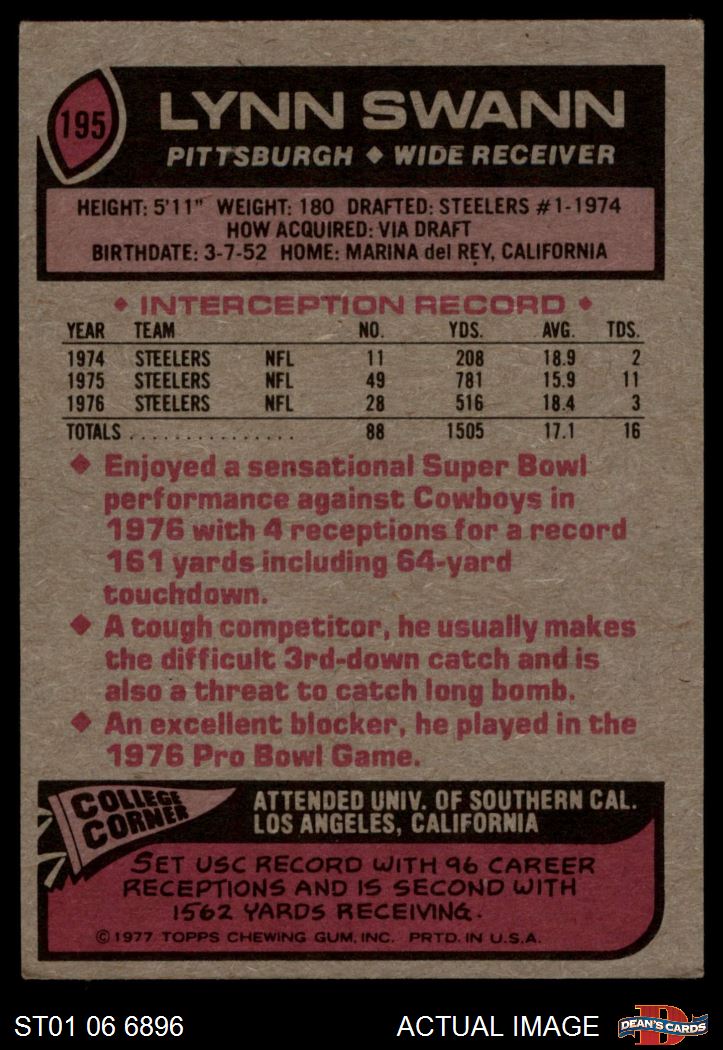 195
LYNN SWANN
PITTSBURGH ◆ WIDE RECEIVER
HEIGHT: 5'11" WEIGHT: 180 DRAFTED: STEELERS #1-1974
HOW ACQUIRED: VIA DRAFT
BIRTHDATE: 3-7-52 HOME: MARINA del REY, CALIFORNIA
◆ INTERCEPTION RECORD ◆
YEAR TEAM NO. YDS. AVG. TDS.
1974 STEELERS NFL 11 208 18.9 2
1975 STEELERS NFL 49 781 15.9 11
1976 STEELERS NFL 28 516 18.4 3
TOTALS ................ 88 1505 17.1 16
◆ Enjoyed a sensational Super Bowl
performance against Cowboys in
1976 with 4 receptions for a record
161 yards including 64-yard
touchdown.
◆ A tough competitor, he usually makes
the difficult 3rd-down catch and is
also a threat to catch long bomb.
◆ An excellent blocker, he played in the
1976 Pro Bowl Game.
COLLEGE
CORNER
ATTENDED UNIV. OF SOUTHERN CAL.
LOS ANGELES, CALIFORNIA
SET USC RECORD WITH 96 CAREER
RECEPTIONS AND IS SECOND WITH
1562 YARDS RECEIVING.
© 1977 TOPPS CHEWING GUM, INC. PRTD. IN U.S.A.
ST01 06 6896 ACTUAL IMAGE
D
DEAN'S CARDS